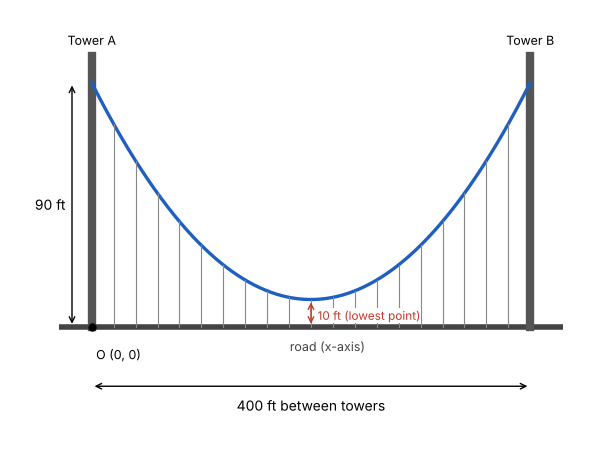 Tower A
Tower B
90 ft
10 ft (lowest point)
road (x-axis)
O (0, 0)
400 ft between towers